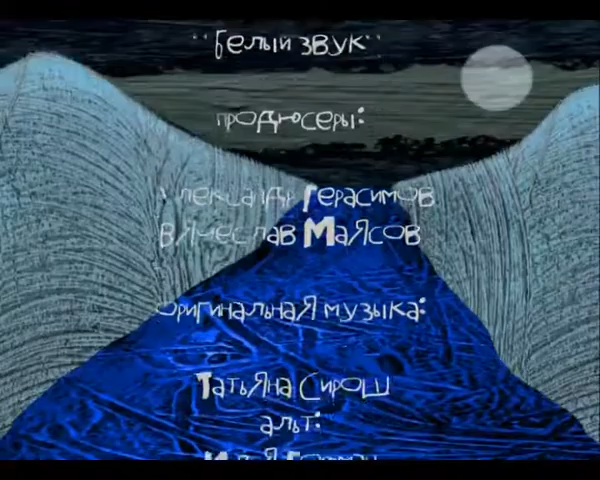 "Белый звук"
продюсеры:
Александр Герасимов
Вячеслав Маясов
Оригинальная музыка:
Татьяна Сирош
альт: